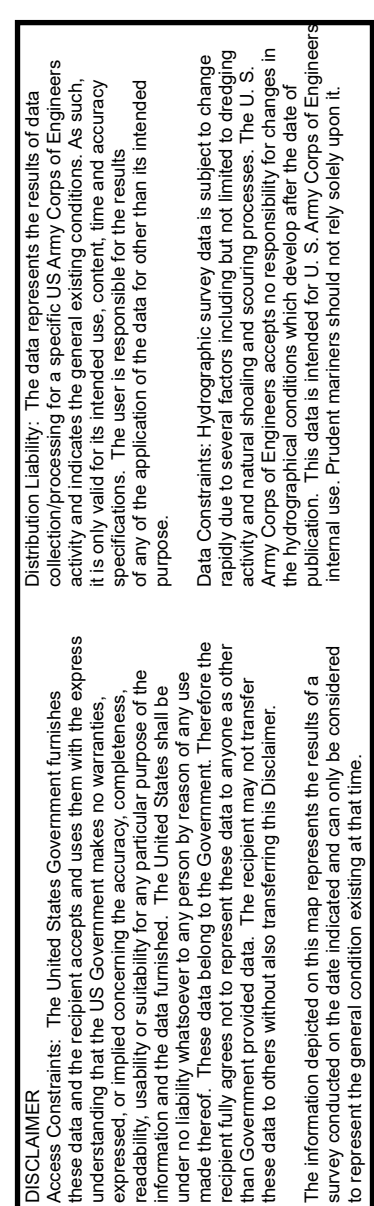 DISCLAIMER
Access Constraints: The United States Government furnishes
these data and the recipient accepts and uses them with the express
understanding that the US Government makes no warranties,
expressed, or implied concerning the accuracy, completeness,
readability, usability or suitability for any particular purpose of the
information and the data furnished. The United States shall be
under no liability whatsoever to any person by reason of any use
made thereof. These data belong to the Government. Therefore the
recipient fully agrees not to represent these data to anyone as other
than Government provided data. The recipient may not transfer
these data to others without also transferring this Disclaimer.
The information depicted on this map represents the results of a
survey conducted on the date indicated and can only be considered
to represent the general condition existing at that time.
Distribution Liability: The data represents the results of data
collection/processing for a specific US Army Corps of Engineers
activity and indicates the general existing conditions. As such,
it is only valid for its intended use, content, time and accuracy
specifications. The user is responsible for the results
of any of the application of the data for other than its intended
purpose.
Data Constraints: Hydrographic survey data is subject to change
rapidly due to several factors including but not limited to dredging
activity and natural shoaling and scouring processes. The U. S.
Army Corps of Engineers accepts no responsibility for changes in
the hydrographical conditions which develop after the date of
publication. This data is intended for U. S. Army Corps of Engineers
internal use. Prudent mariners should not rely solely upon it.